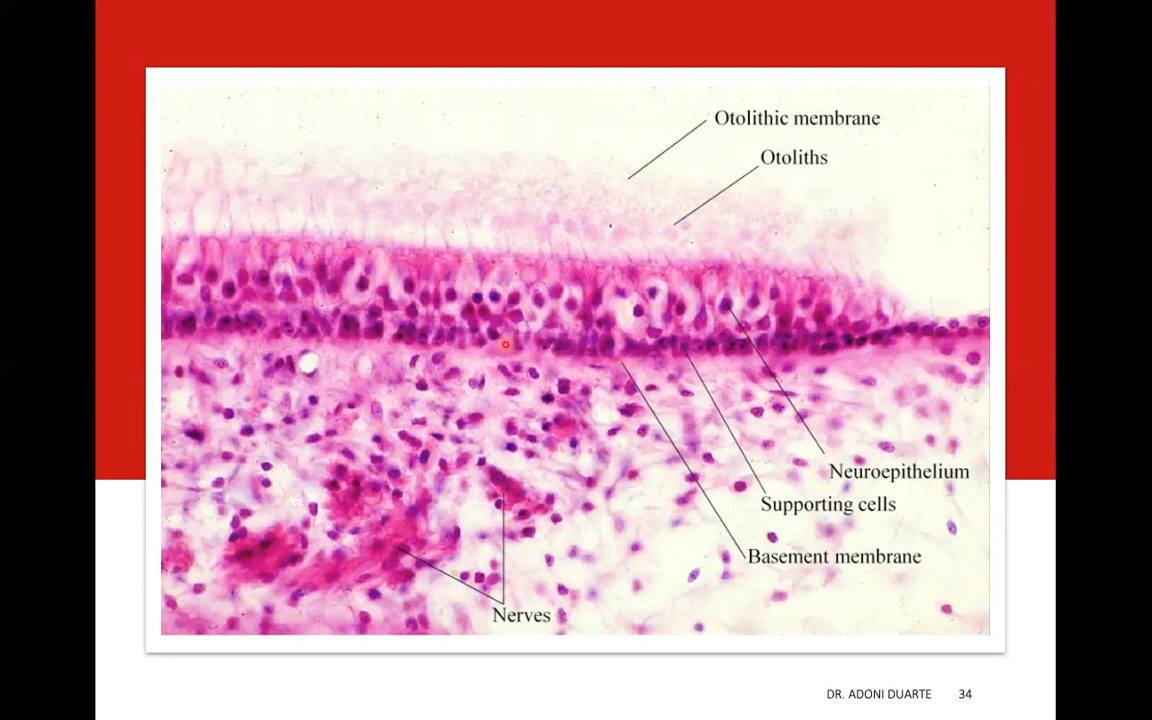 Otolithic membrane
Otoliths
Neuroepithelium
Supporting cells
Basement membrane
Nerves
DR. ADONI DUARTE 34